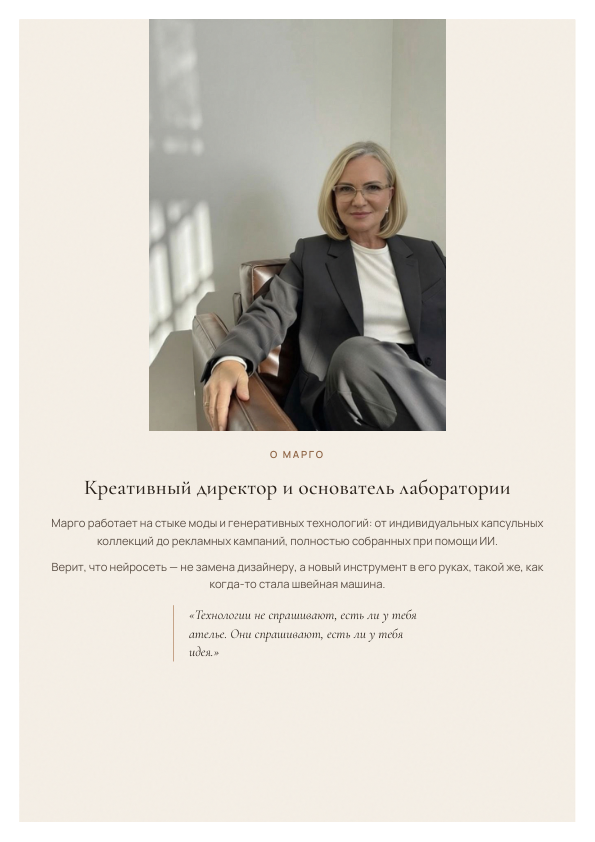 О МАРГО
Креативный директор и основатель лаборатории
Марго работает на стыке моды и генеративных технологий: от индивидуальных капсульных
коллекций до рекламных кампаний, полностью собранных при помощи ИИ.
Верит, что нейросеть — не замена дизайнеру, а новый инструмент в его руках, такой же, как
когда-то стала швейная машина.
«Технологии не спрашивают, есть ли у тебя
ателье. Они спрашивают, есть ли у тебя
идея.»